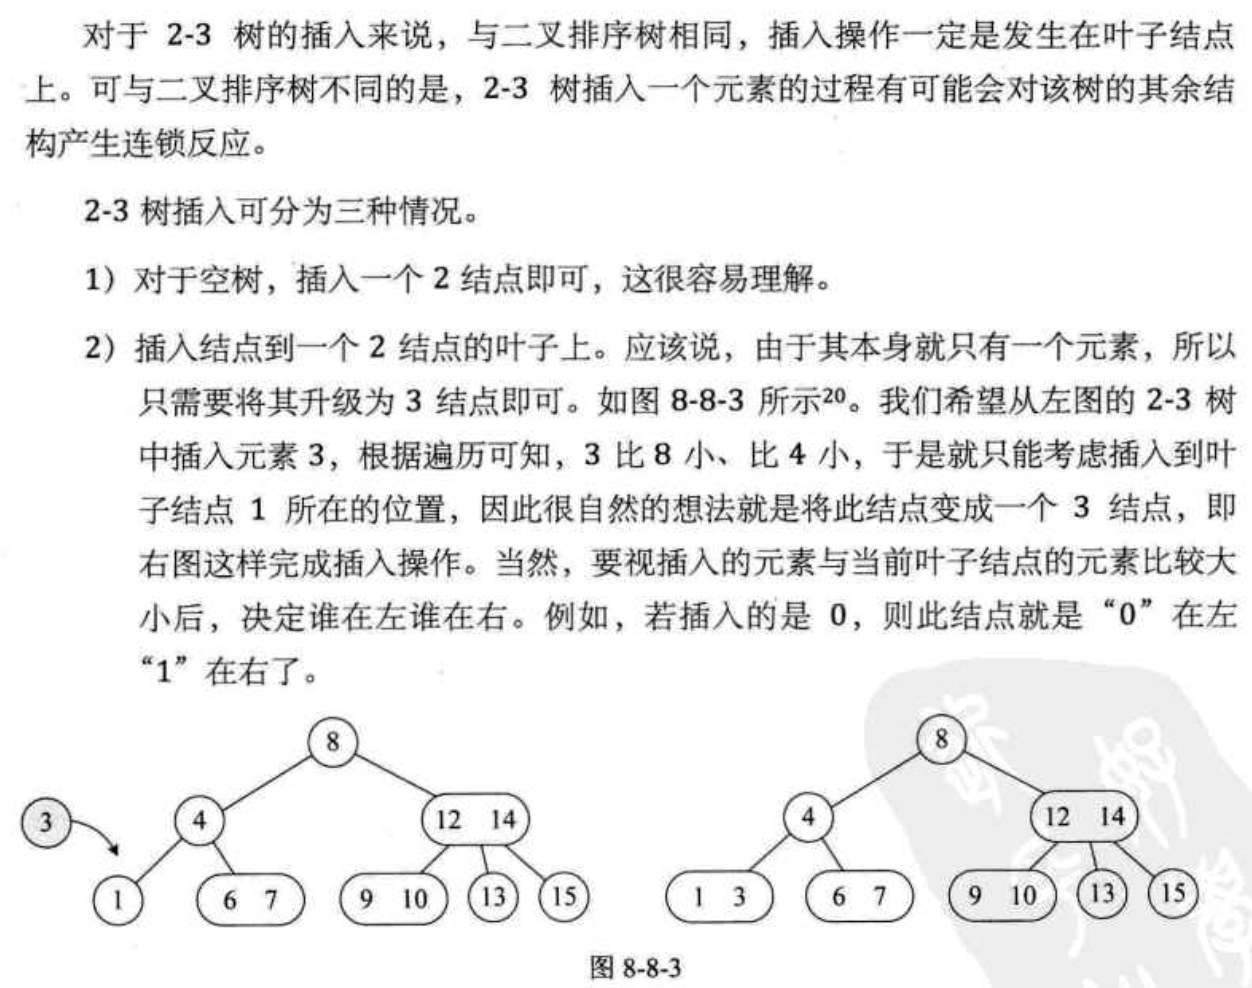 对于 2-3 树的插入来说，与二叉排序树相同，插入操作一定是发生在叶子结点
上。可与二叉排序树不同的是，2-3 树插入一个元素的过程有可能会对该树的其余结
构产生连锁反应。
2-3 树插入可分为三种情况。
1）对于空树，插入一个 2 结点即可，这很容易理解。
2）插入结点到一个 2 结点的叶子上。应该说，由于其本身就只有一个元素，所以
只需要将其升级为 3 结点即可。如图 8-8-3 所示²⁰。我们希望从左图的 2-3 树
中插入元素 3，根据遍历可知，3 比 8 小、比 4 小，于是就只能考虑插入到叶
子结点 1 所在的位置，因此很自然的想法就是将此结点变成一个 3 结点，即
右图这样完成插入操作。当然，要视插入的元素与当前叶子结点的元素比较大
小后，决定谁在左谁在右。例如，若插入的是 0，则此结点就是“0”在左
“1”在右了。
8
3 4 12 14
1 6 7 9 10 13 15
8
4 12 14
1 3 6 7 9 10 13 15
图 8-8-3